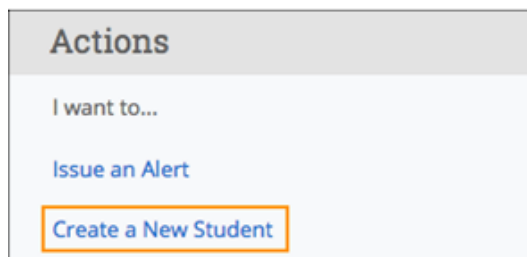 Actions
I want to...
Issue an Alert
Create a New Student